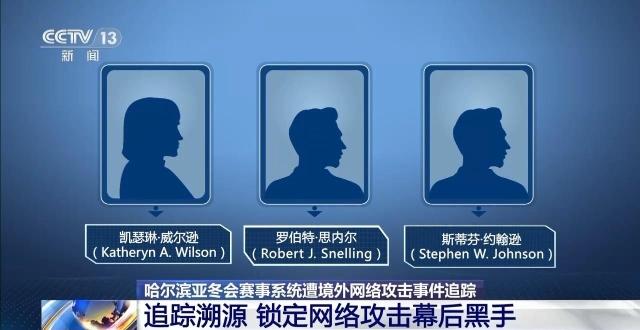 CCTV 13
新闻
凯瑟琳·威尔逊
(Katheryn A. Wilson)
罗伯特·思内尔
(Robert J. Snelling)
斯蒂芬·约翰逊
(Stephen W. Johnson)
哈尔滨亚冬会赛事系统遭境外网络攻击事件追踪
追踪溯源 锁定网络攻击幕后黑手